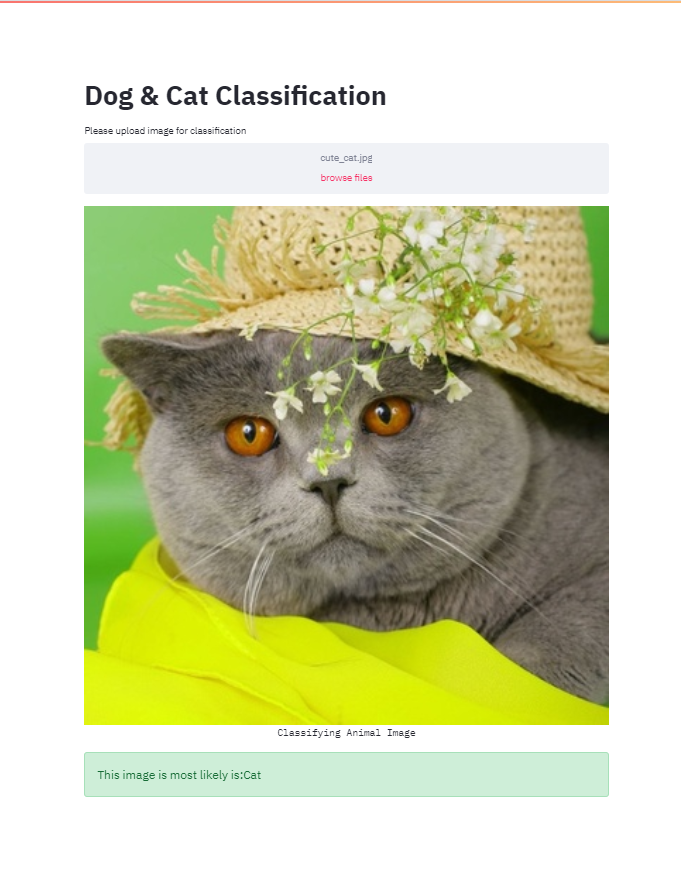 Dog & Cat Classification
Please upload image for classification
cute_cat.jpg
browse files
Classifying Animal Image
This image is most likely is:Cat